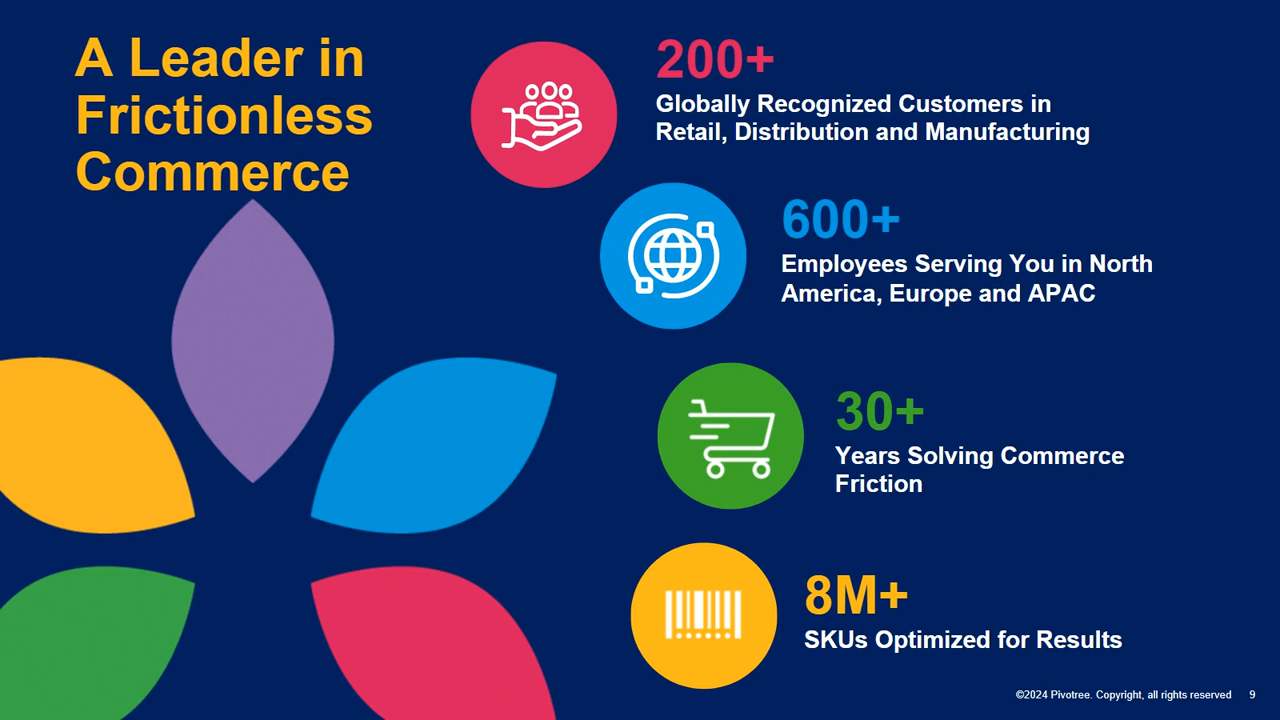 A Leader in
Frictionless
Commerce
200+
Globally Recognized Customers in
Retail, Distribution and Manufacturing
600+
Employees Serving You in North
America, Europe and APAC
30+
Years Solving Commerce
Friction
8M+
SKUs Optimized for Results
©2024 Pivotree. Copyright, all rights reserved 9